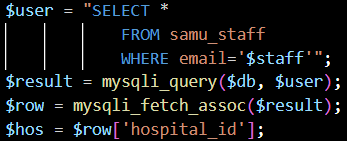 $user = "SELECT *
FROM samu_staff
WHERE email='$staff'";
$result = mysqli_query($db, $user);
$row = mysqli_fetch_assoc($result);
$hos = $row['hospital_id'];